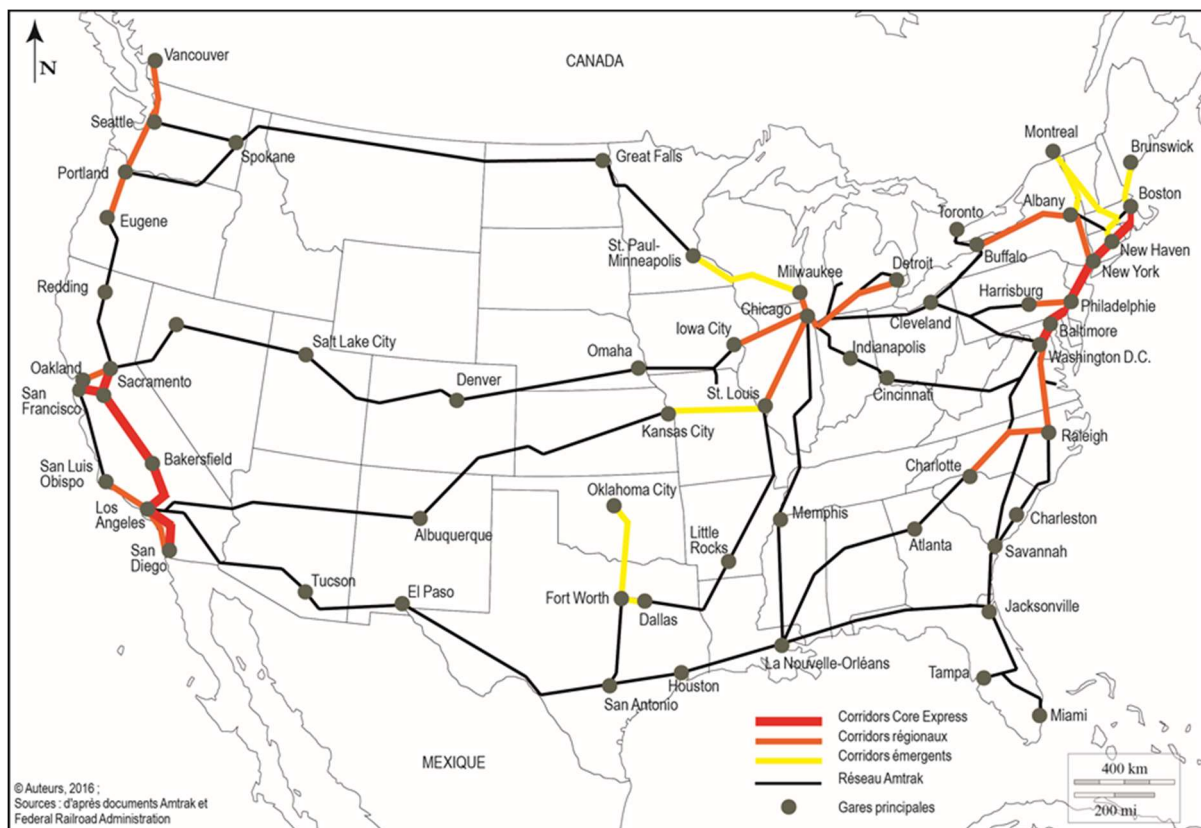 N
CANADA
Vancouver
Seattle
Spokane
Portland
Eugene
Redding
Great Falls
St. Paul-
Minneapolis
Milwaukee
Detroit
Chicago
Iowa City
Toronto
Buffalo
Albany
Montreal
Brunswick
Boston
New Haven
New York
Harrisburg
Philadelphie
Cleveland
Baltimore
Washington D.C.
Indianapolis
Cincinnati
Oakland
Sacramento
San
Francisco
Salt Lake City
Denver
Omaha
St. Louis
Kansas City
Raleigh
Charlotte
San Luis
Obispo
Bakersfield
Los
Angeles
San
Diego
Albuquerque
Oklahoma City
Memphis
Little
Rocks
Atlanta
Charleston
Savannah
Tucson
El Paso
Fort Worth
Dallas
Jacksonville
La Nouvelle-Orléans
Houston
San Antonio
Tampa
Miami
MEXIQUE
Corridors Core Express
Corridors régionaux
Corridors émergents
Réseau Amtrak
Gares principales
400 km
200 mi
© Auteurs, 2016 ;
Sources : d'après documents Amtrak et
Federal Railroad Administration